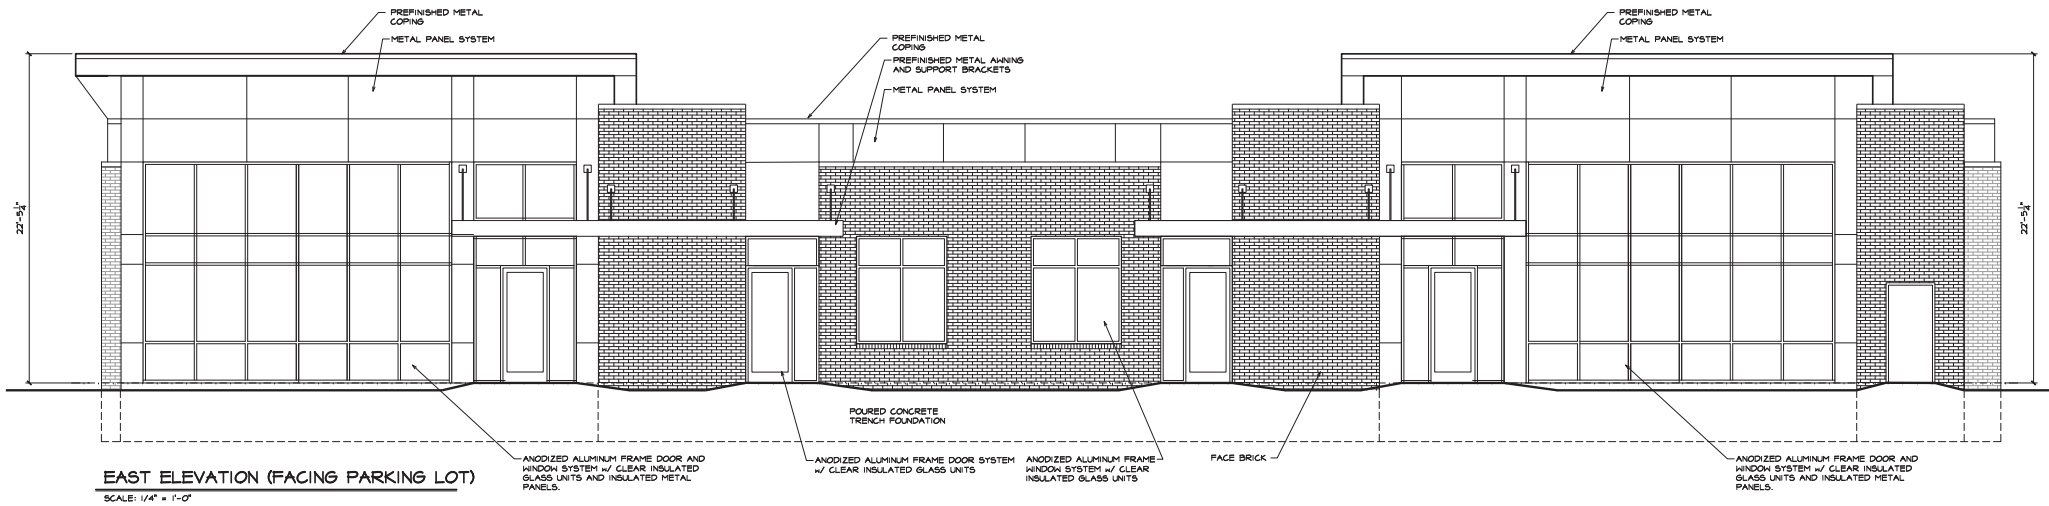 PREFINISHED METAL
COPING
METAL PANEL SYSTEM
PREFINISHED METAL
COPING
PREFINISHED METAL AWNING
AND SUPPORT BRACKETS
METAL PANEL SYSTEM
PREFINISHED METAL
COPING
METAL PANEL SYSTEM
22'-5¼"
22'-5¼"
POURED CONCRETE
TRENCH FOUNDATION
ANODIZED ALUMINUM FRAME DOOR AND
WINDOW SYSTEM w/ CLEAR INSULATED
GLASS UNITS AND INSULATED METAL
PANELS.
ANODIZED ALUMINUM FRAME DOOR SYSTEM
w/ CLEAR INSULATED GLASS UNITS
ANODIZED ALUMINUM FRAME
WINDOW SYSTEM w/ CLEAR
INSULATED GLASS UNITS
FACE BRICK
ANODIZED ALUMINUM FRAME DOOR AND
WINDOW SYSTEM w/ CLEAR INSULATED
GLASS UNITS AND INSULATED METAL
PANELS.
EAST ELEVATION (FACING PARKING LOT)
SCALE: 1/4" = 1'-0"